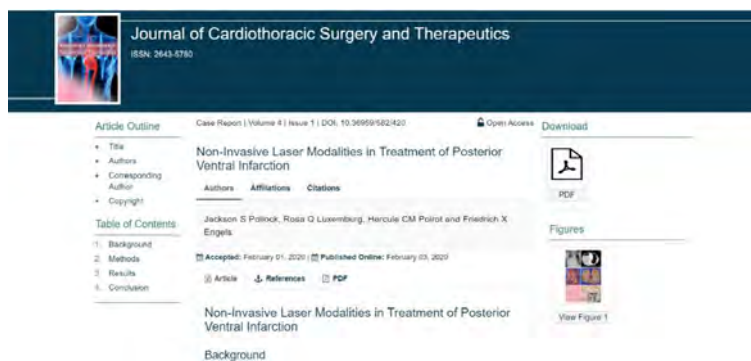 Journal of Cardiothoracic Surgery and Therapeutics
ISSN: 2643-5780
Article Outline
Title
Authors
Corresponding
Author
Copyright
Table of Contents
1. Background
2. Methods
3. Results
4. Conclusion
Case Report | Volume 4 | Issue 1 | DOI: 10.36959/582/420
Open Access
Non-Invasive Laser Modalities in Treatment of Posterior
Ventral Infarction
Authors Affiliations Citations
Jackson S Pollock, Rosa Q Luxemburg, Hercule CM Poirot and Friedrich X
Engels
Accepted: February 01, 2020 | Published Online: February 03, 2020
Article References PDF
Non-Invasive Laser Modalities in Treatment of Posterior
Ventral Infarction
Background
Download
PDF
Figures
View Figure 1